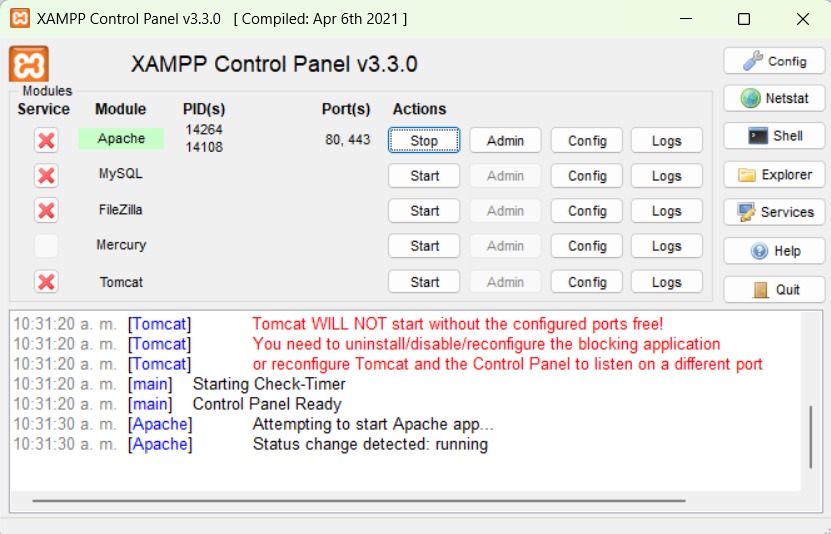 XAMPP Control Panel v3.3.0 [ Compiled: Apr 6th 2021 ]
XAMPP Control Panel v3.3.0
Config
Modules
Service Module PID(s) Port(s) Actions
Netstat
Apache 14264 14108 80, 443 Stop Admin Config Logs
Shell
MySQL Start Admin Config Logs
Explorer
FileZilla Start Admin Config Logs
Services
Mercury Start Admin Config Logs
Help
Tomcat Start Admin Config Logs
Quit
10:31:20 a. m. [Tomcat] Tomcat WILL NOT start without the configured ports free!
10:31:20 a. m. [Tomcat] You need to uninstall/disable/reconfigure the blocking application
10:31:20 a. m. [Tomcat] or reconfigure Tomcat and the Control Panel to listen on a different port
10:31:20 a. m. [main] Starting Check-Timer
10:31:20 a. m. [main] Control Panel Ready
10:31:30 a. m. [Apache] Attempting to start Apache app...
10:31:30 a. m. [Apache] Status change detected: running